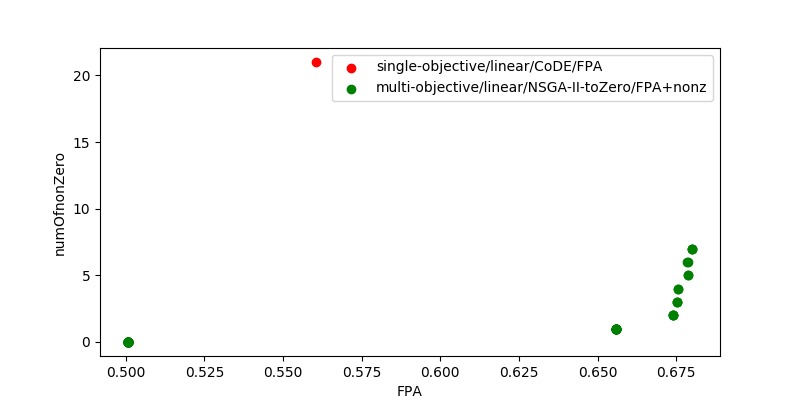 single-objective/linear/CoDE/FPA
multi-objective/linear/NSGA-II-toZero/FPA+nonz
numOfnonZero
20
15
10
5
0
0.500 0.525 0.550 0.575 0.600 0.625 0.650 0.675
FPA